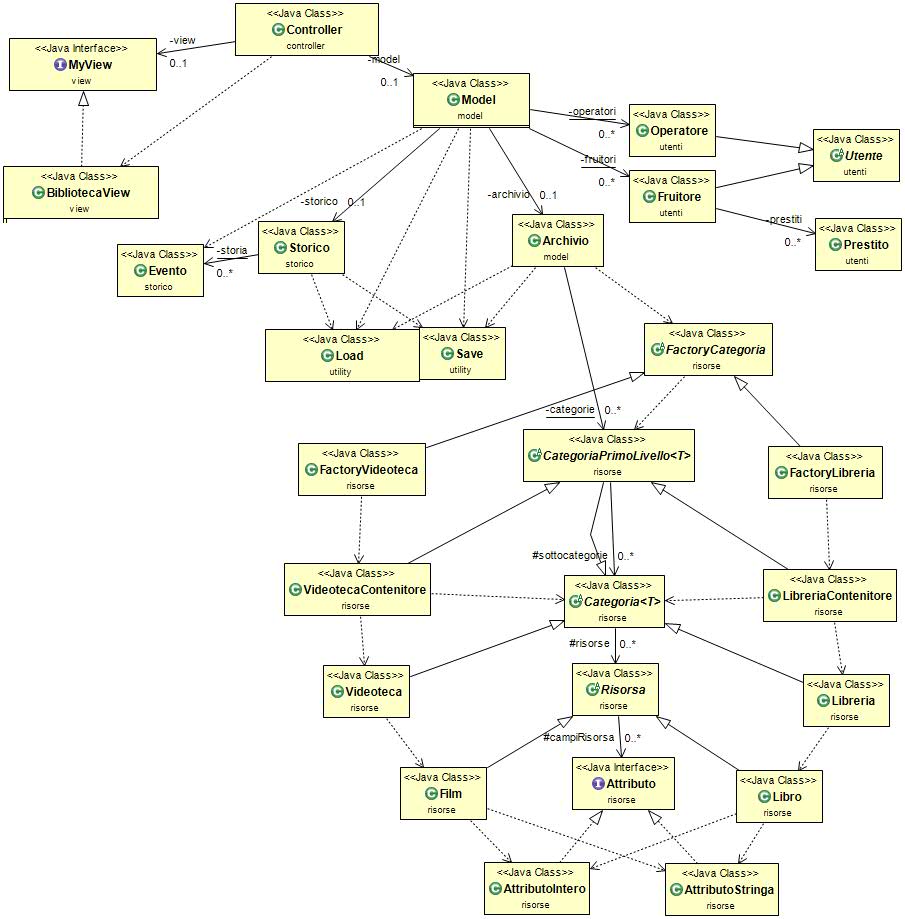 <<Java Class>>
Controller
controller
-view
0..1
<<Java Interface>>
MyView
view
-model
0..1
<<Java Class>>
Model
model
-operatori
0..*
<<Java Class>>
Operatore
utenti
<<Java Class>>
Utente
utenti
-fruitori
0..*
<<Java Class>>
Fruitore
utenti
<<Java Class>>
BibliotecaView
view
-prestiti
0..*
<<Java Class>>
Prestito
utenti
-storico
0..1
-archivio
0..1
<<Java Class>>
Storico
storico
<<Java Class>>
Archivio
model
-storia
0..*
<<Java Class>>
Evento
storico
<<Java Class>>
Load
utility
<<Java Class>>
Save
utility
<<Java Class>>
FactoryCategoria
risorse
-categorie
0..*
<<Java Class>>
CategoriaPrimoLivello<T>
risorse
<<Java Class>>
FactoryVideoteca
risorse
<<Java Class>>
FactoryLibreria
risorse
#sottocategorie
0..*
<<Java Class>>
VideotecaContenitore
risorse
<<Java Class>>
Categoria<T>
risorse
<<Java Class>>
LibreriaContenitore
risorse
#risorse
0..*
<<Java Class>>
Videoteca
risorse
<<Java Class>>
Risorsa
risorse
<<Java Class>>
Libreria
risorse
#campiRisorsa
0..*
<<Java Class>>
Film
risorse
<<Java Interface>>
Attributo
risorse
<<Java Class>>
Libro
risorse
<<Java Class>>
AttributoIntero
risorse
<<Java Class>>
AttributoStringa
risorse